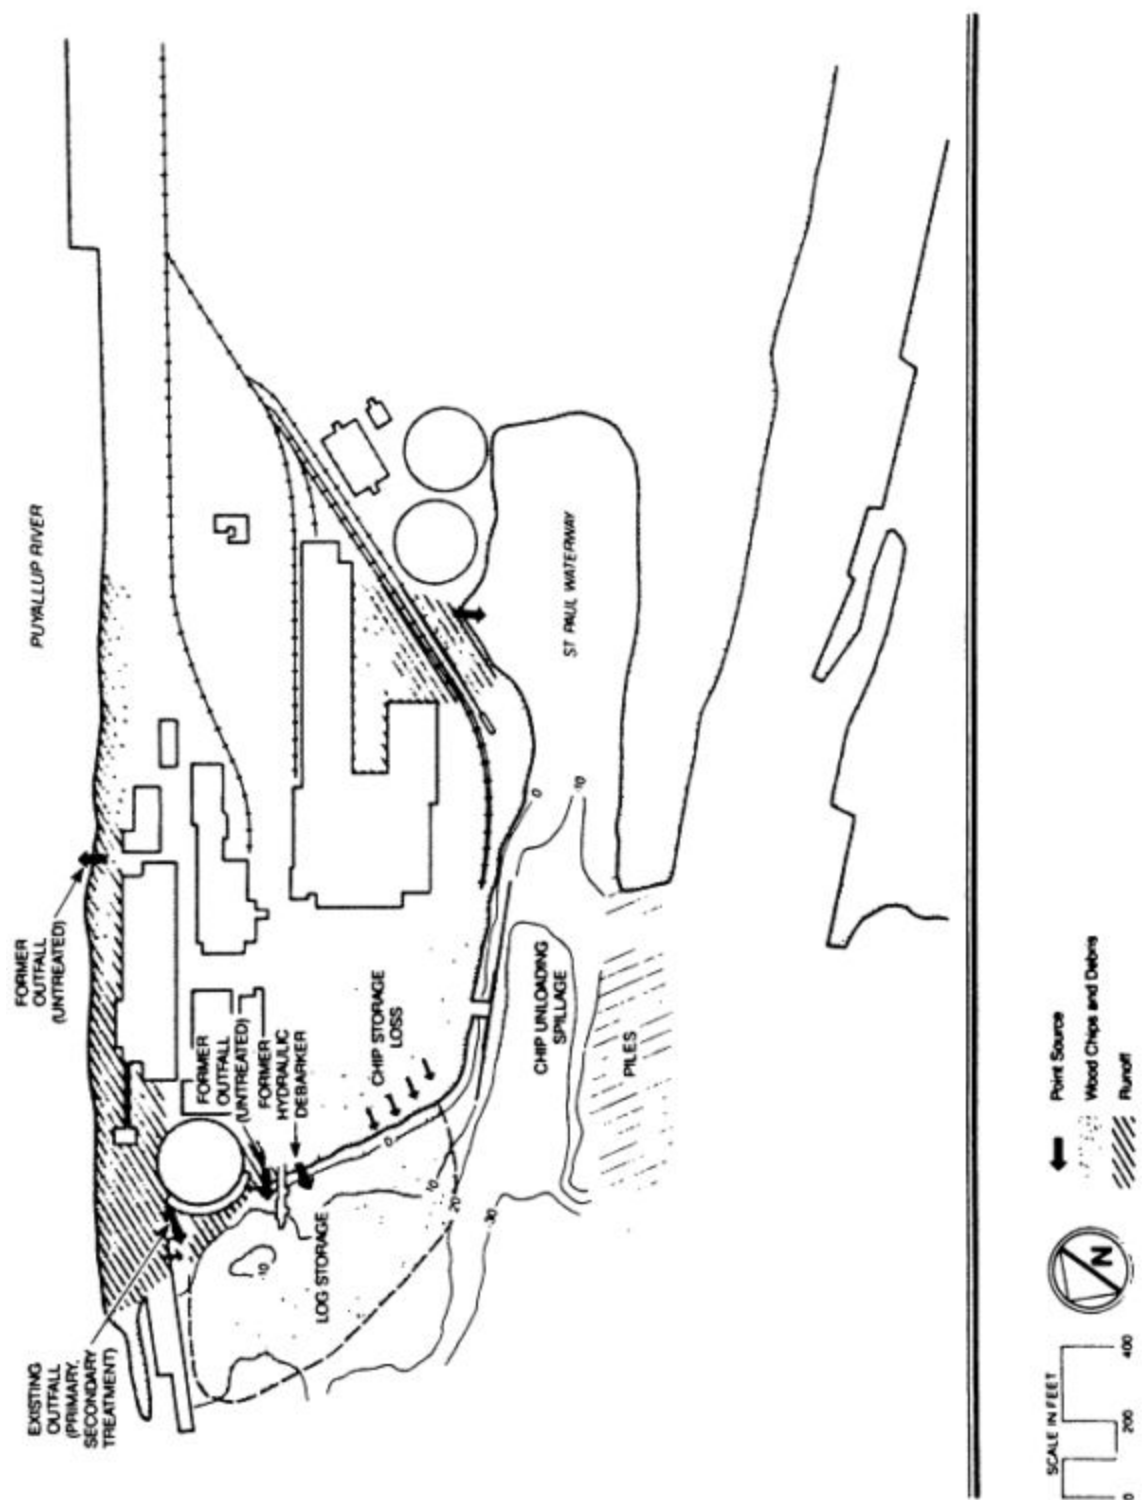 PUYALLUP RIVER
EXISTING
OUTFALL
(PRIMARY,
SECONDARY
TREATMENT)
FORMER
OUTFALL
(UNTREATED)
FORMER
OUTFALL
(UNTREATED)
FORMER
HYDRAULIC
DEBARKER
CHIP STORAGE
LOSS
LOG STORAGE
CHIP UNLOADING
SPILLAGE
PILES
ST PAUL WATERWAY
0
-10
0
-10
-20
-30
-10
SCALE IN FEET
0 200 400
N
Point Source
Wood Chips and Debris
Runoff